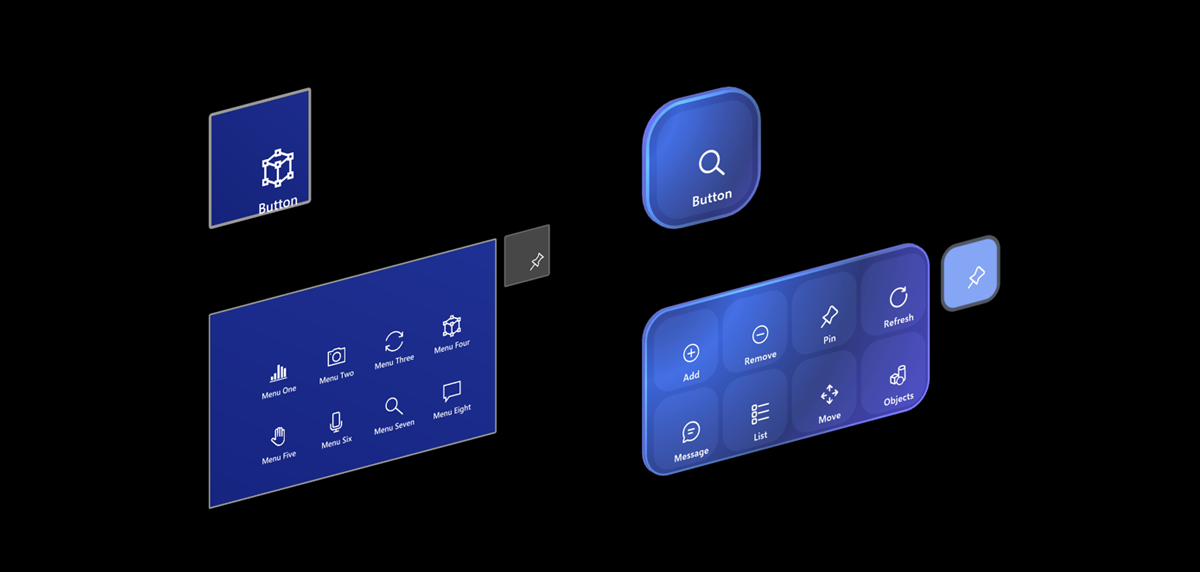 Button
Button
Menu One
Menu Two
Menu Three
Menu Four
Menu Five
Menu Six
Menu Seven
Menu Eight
Add
Remove
Pin
Refresh
Message
List
Move
Objects